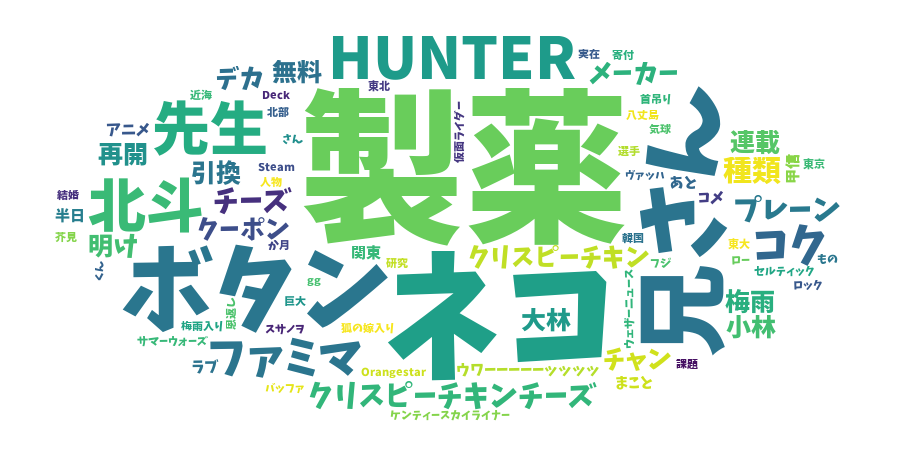 HUNTER
実在
寄付
メーカー
無料
デカ
東北
首吊り
近海
Deck
製薬
仮面ライダー
八丈島
先生
北部
気球
さん
アニメ
連載
再開
選手
兄さん
種類
甲信
東京
引換
Steam
ヴァッハ
あと
人物
結婚
チーズ
コメ
北斗
プレーン
半日
クーポン
芥見
明け
か月
韓国
東大
コク
もの
関東
クリスピーチキン
研究
フジ
ロー
セルティック
くん
ボタン
ネコ
gg
ロック
ウェザーニュース
巨大
恩返し
梅雨
大林
小林
梅雨入り
スサノヲ
狐の嫁入り
サマーウォーズ
ファミマ
ラブ
Orangestar
ウワーーーーーッッッッ
チャン
課題
まこと
バッファ
クリスピーチキンチーズ
ケンティースカイライナー